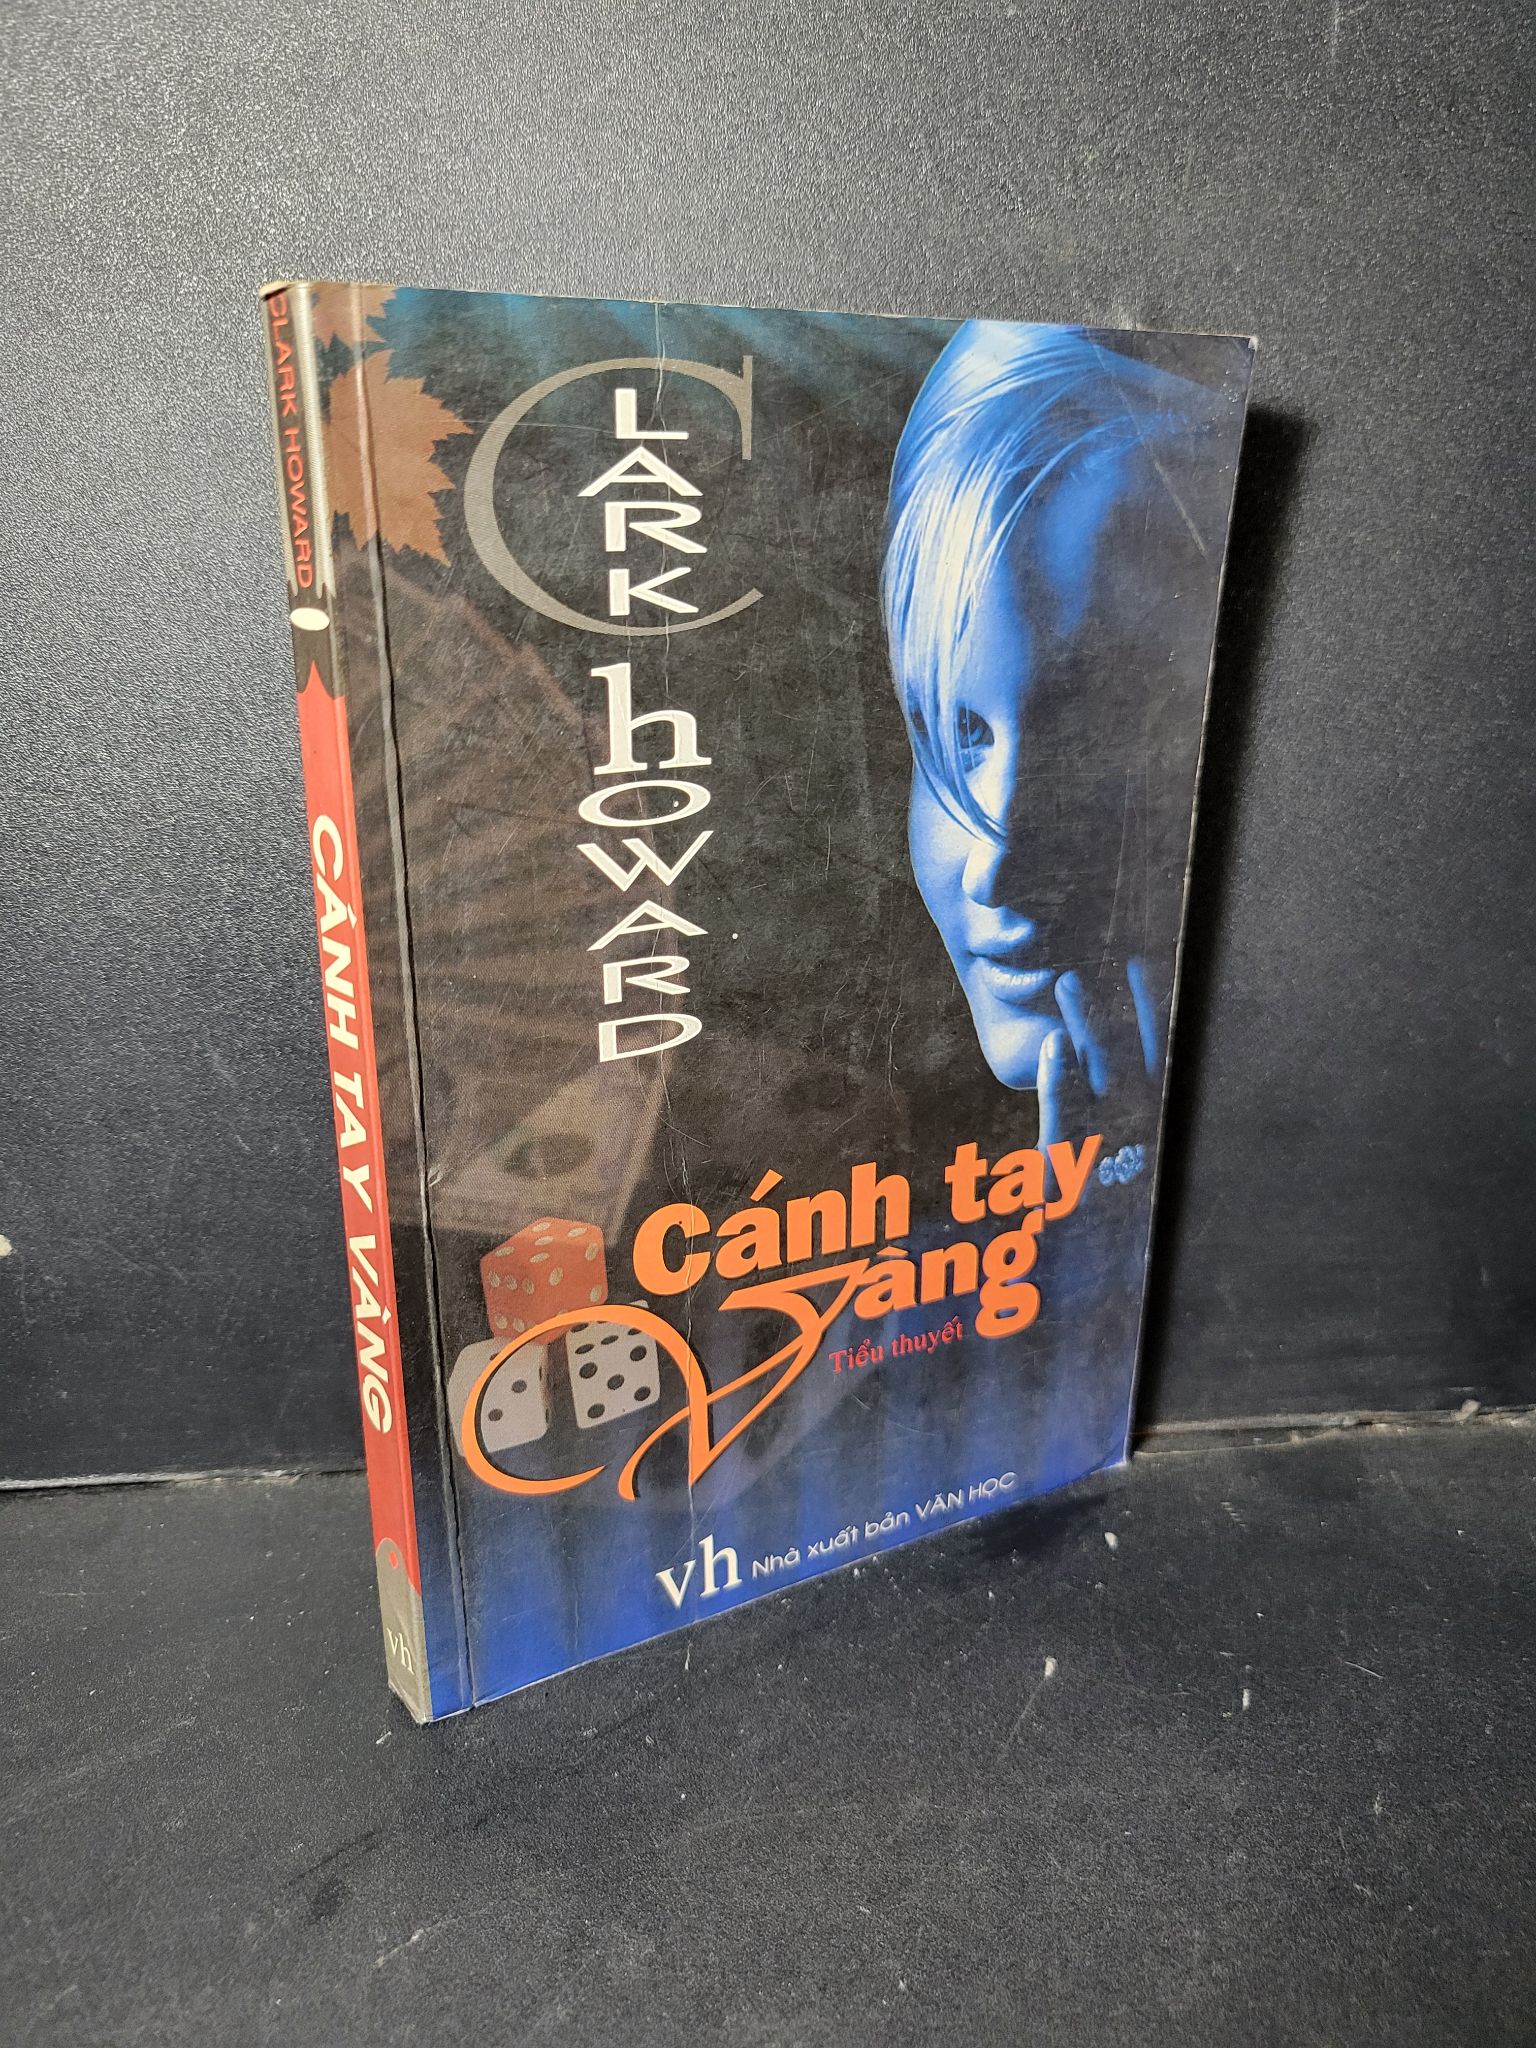 CLARK HOWARD
CÁNH TAY VÀNG
vh
CLARK
hOWARD
Cánh tay
Vàng
Tiểu thuyết
vh Nhà xuất bản VĂN HỌC